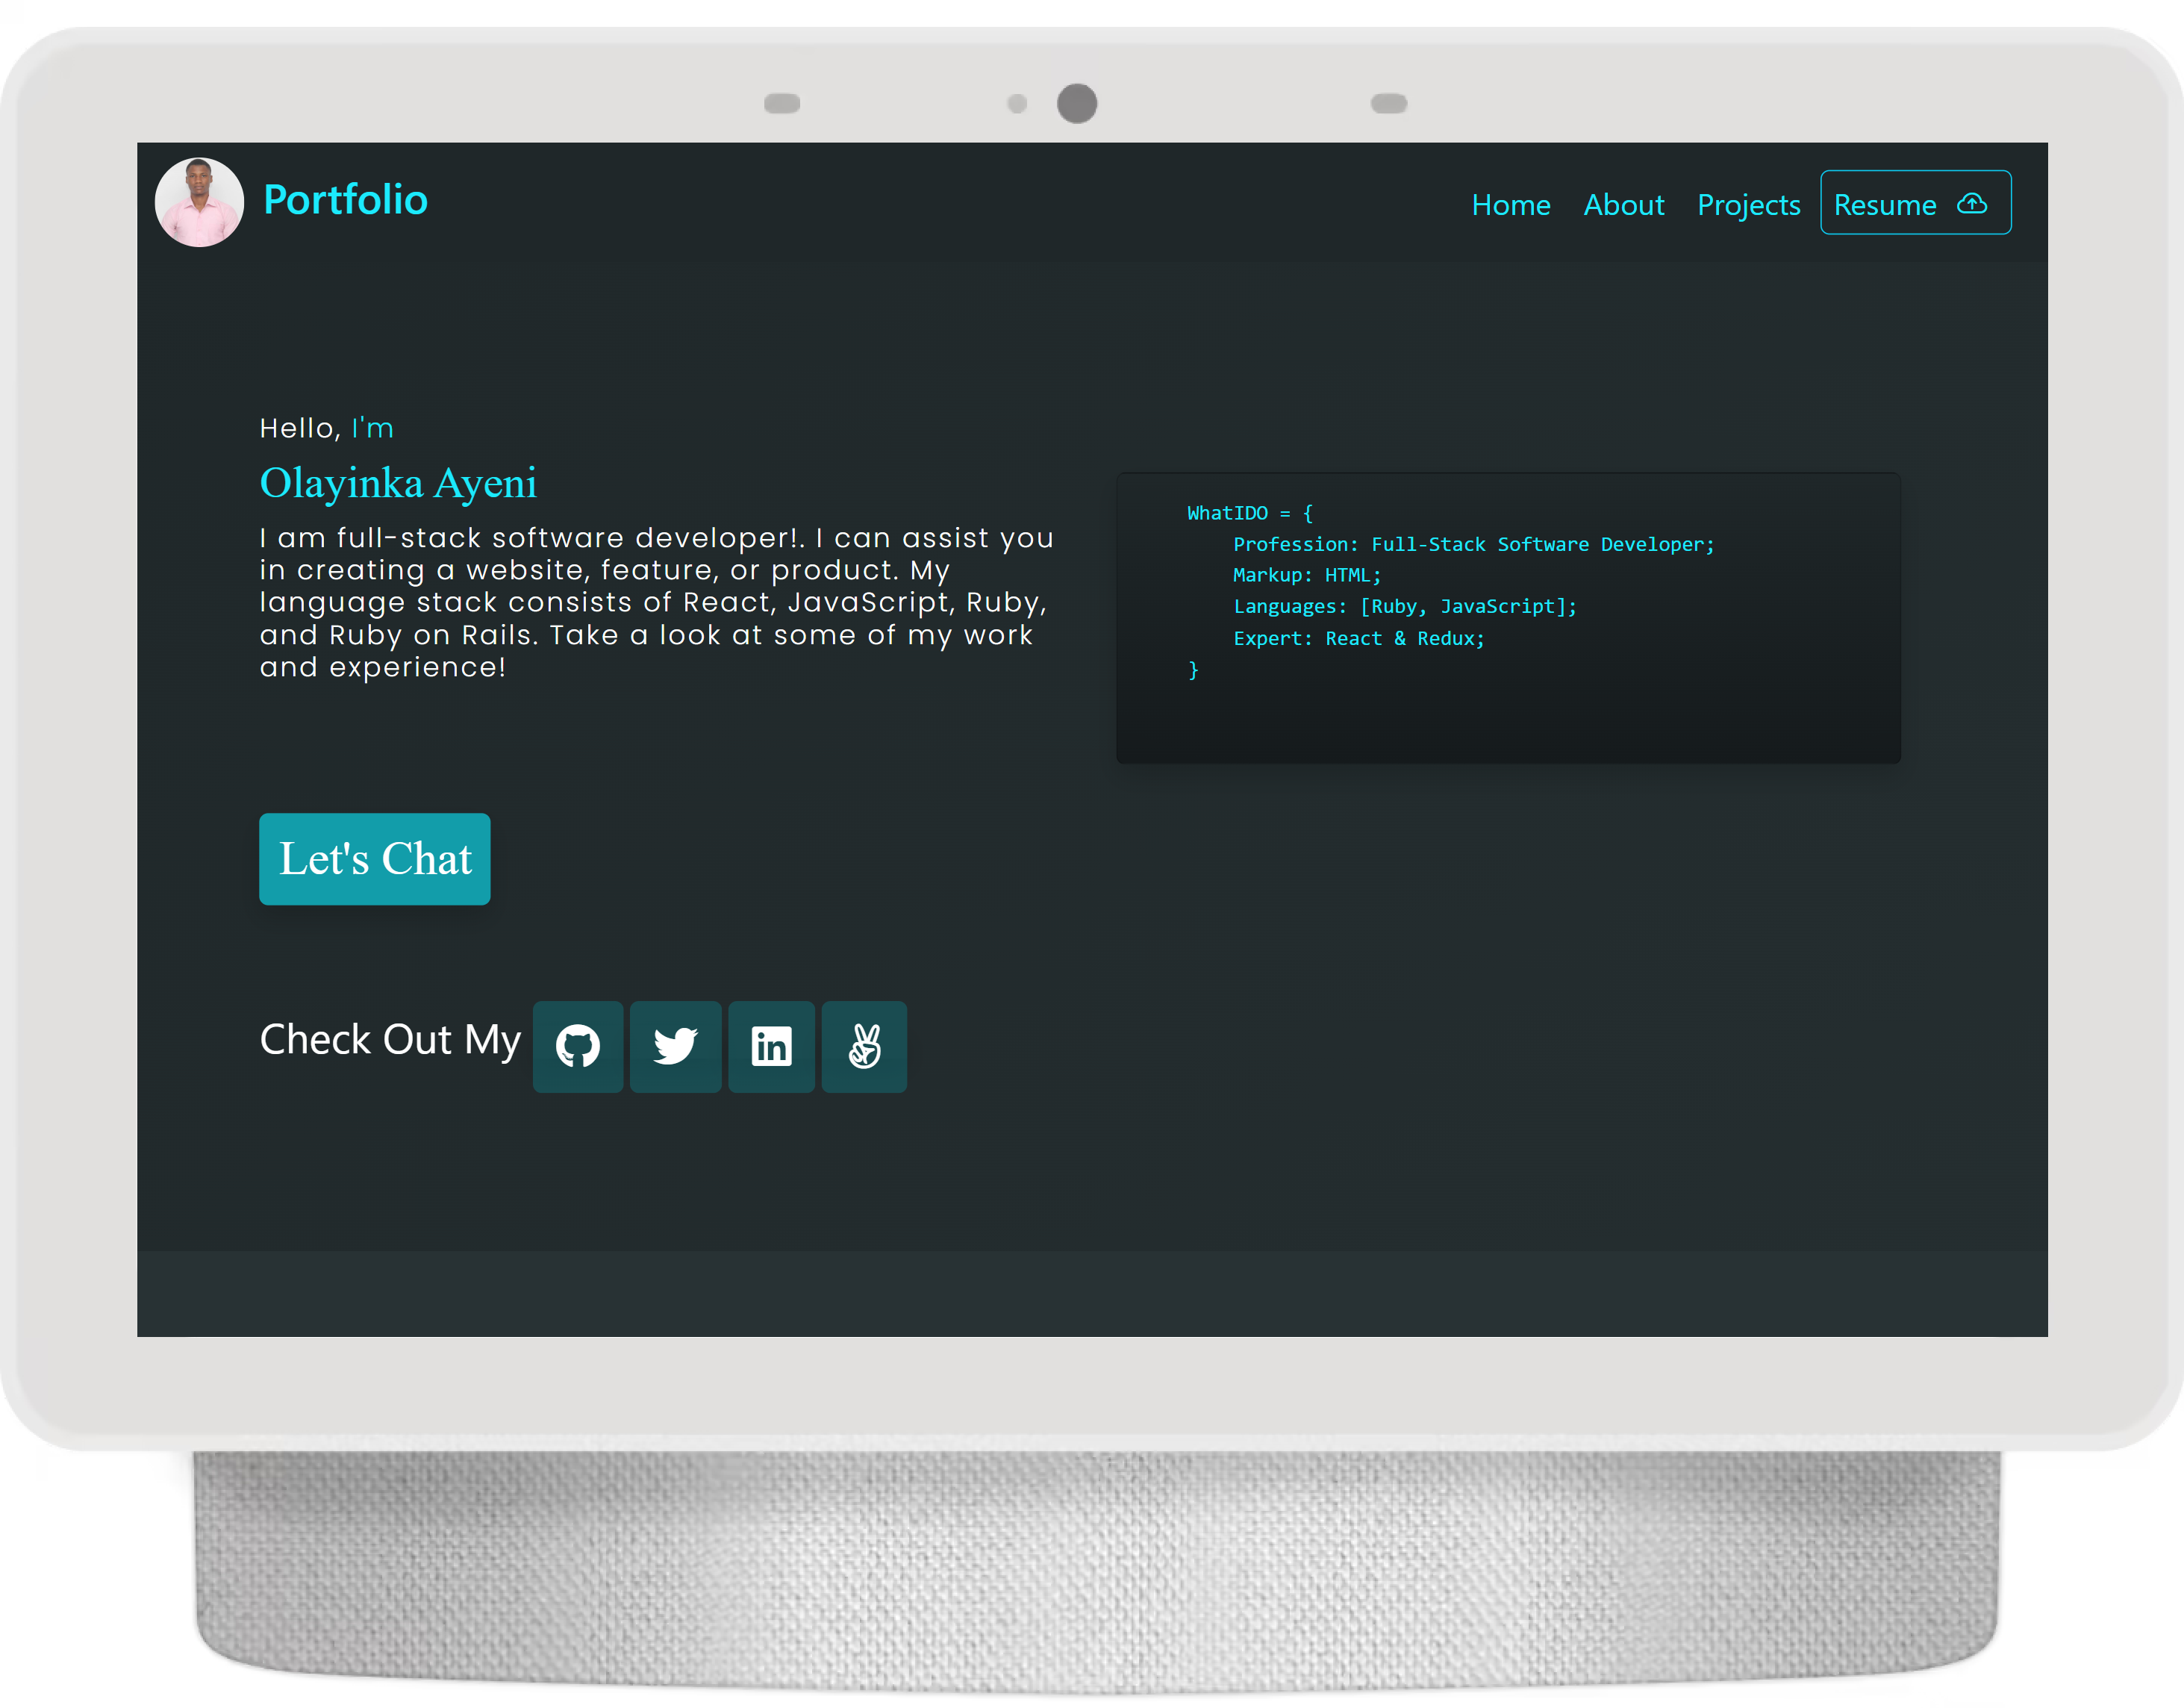 Portfolio
Home About Projects Resume
Hello, I'm
Olayinka Ayeni
I am full-stack software developer!. I can assist you
in creating a website, feature, or product. My
language stack consists of React, JavaScript, Ruby,
and Ruby on Rails. Take a look at some of my work
and experience!
WhatIDO = {
Profession: Full-Stack Software Developer;
Markup: HTML;
Languages: [Ruby, JavaScript];
Expert: React & Redux;
}
Let's Chat
Check Out My
in